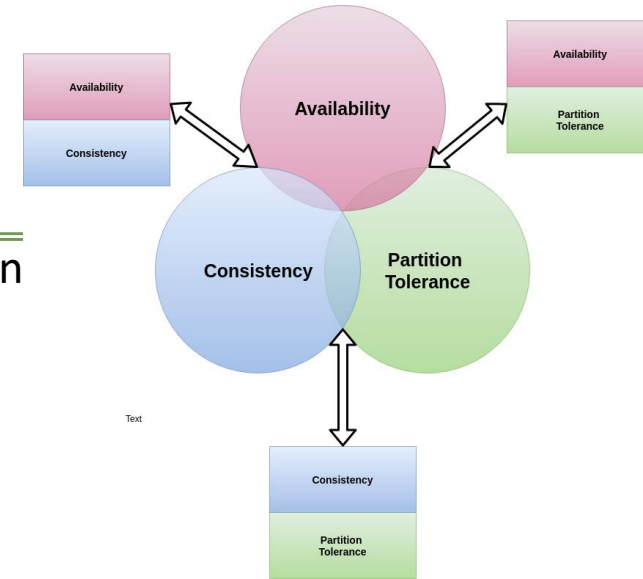 Availability
Consistency
Availability
Availability
Partition
Tolerance
n
Consistency
Partition
Tolerance
Text
Consistency
Partition
Tolerance